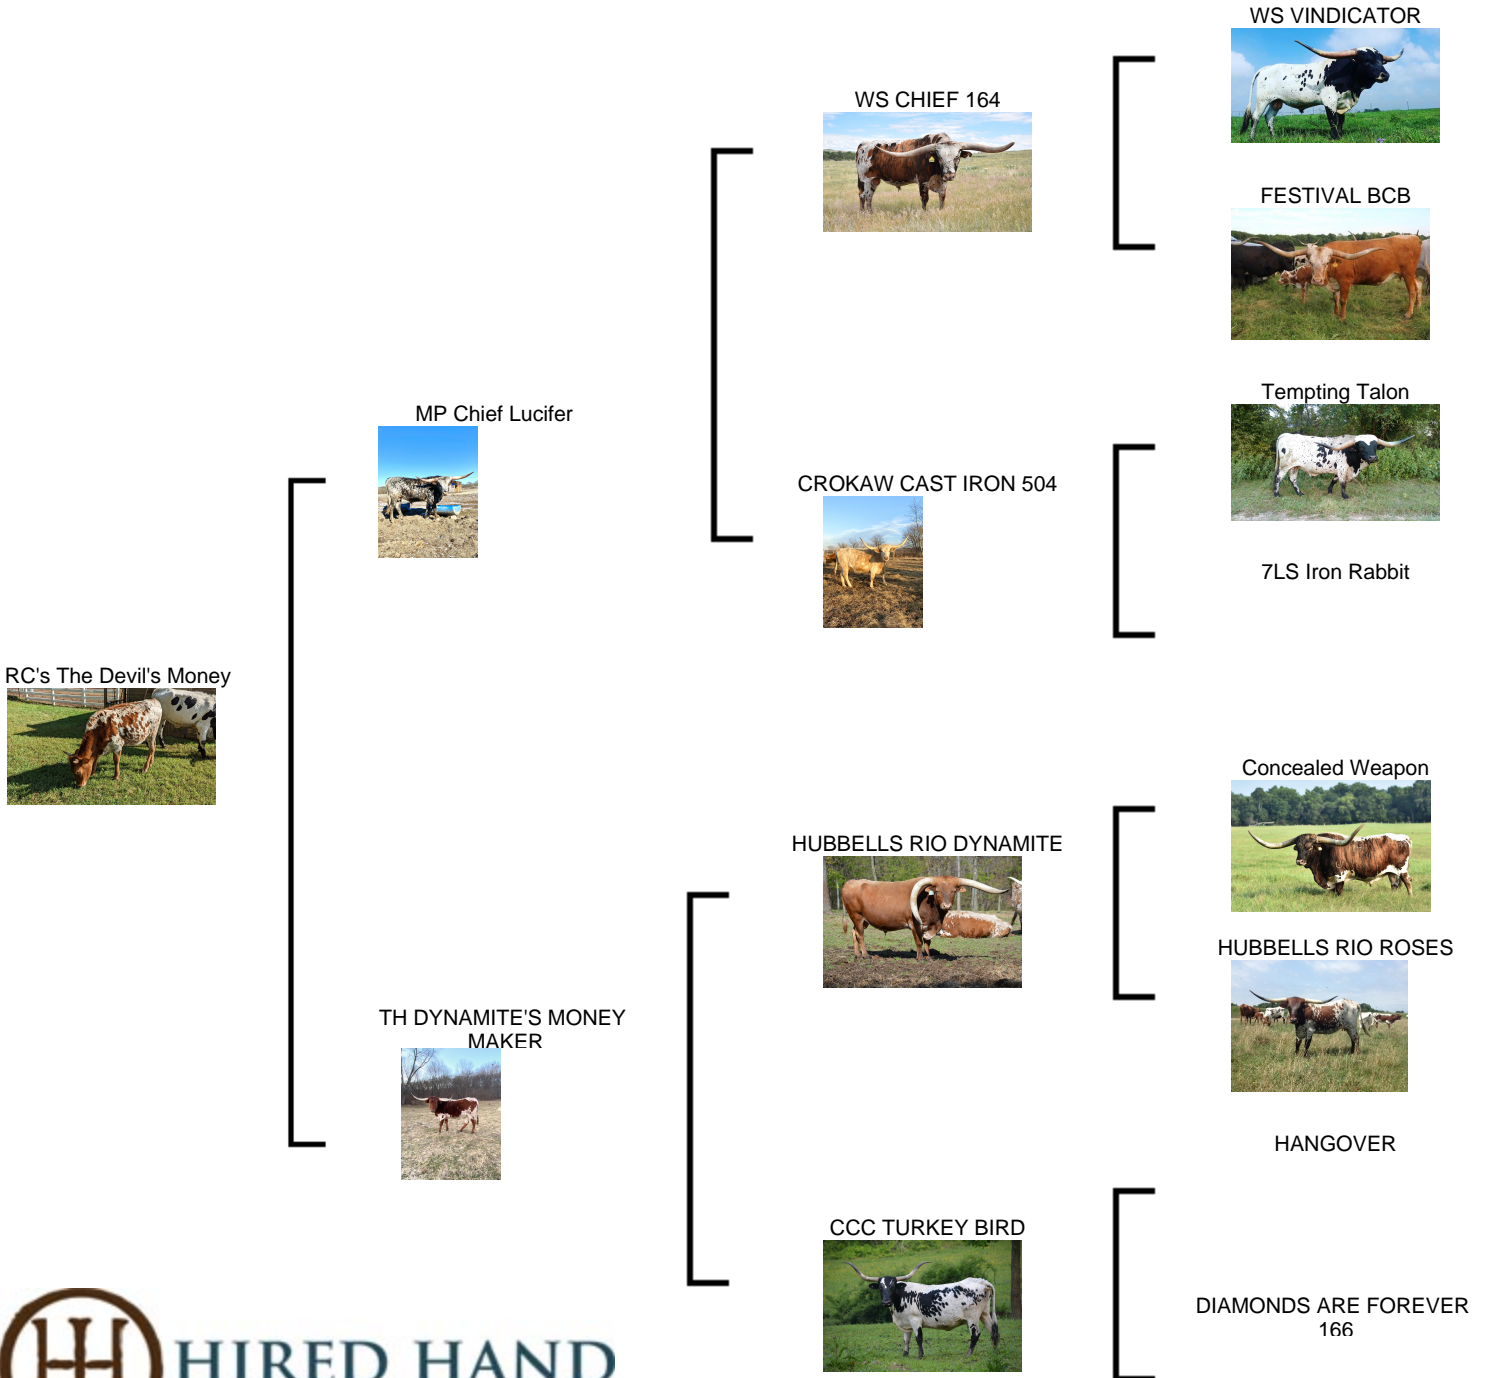 WS VINDICATOR
WS CHIEF 164
FESTIVAL BCB
MP Chief Lucifer
Tempting Talon
CROKAW CAST IRON 504
7LS Iron Rabbit
RC's The Devil's Money
Concealed Weapon
HUBBELLS RIO DYNAMITE
HUBBELLS RIO ROSES
TH DYNAMITE'S MONEY
MAKER
HANGOVER
CCC TURKEY BIRD
DIAMONDS ARE FOREVER
166
HIRED HAND